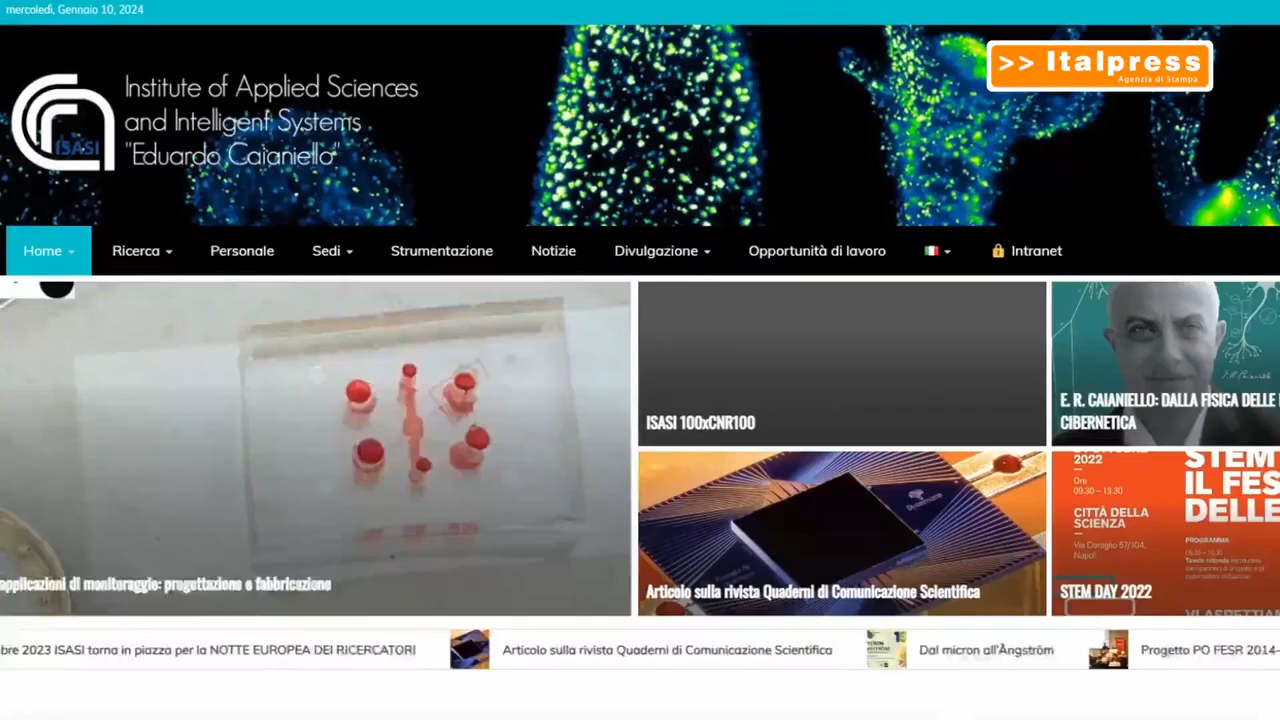 mercoledì, Gennaio 10, 2024
>> Italpress
Agenzia di Stampa
Institute of Applied Sciences
and Intelligent Systems
"Eduardo Caianiello"
ISASI
Home
Ricerca
Personale
Sedi
Strumentazione
Notizie
Divulgazione
Opportunità di lavoro
Intranet
applicazioni di monitoraggio: progettazione e fabbricazione
ISASI 100xCNR100
E. R. CAIANIELLO: DALLA FISICA DELLE
CIBERNETICA
Articolo sulla rivista Quaderni di Comunicazione Scientifica
2022
Ore
09.30 – 13.30
CITTÀ DELLA
SCIENZA
Via Coroglio 57/104,
Napoli
STEM
IL FES
DELLE
PROGRAMMA
STEM DAY 2022
VI ASPETTIAM
bre 2023 ISASI torna in piazza per la NOTTE EUROPEA DEI RICERCATORI
Articolo sulla rivista Quaderni di Comunicazione Scientifica
Dal micron all'Ångström
Progetto PO FESR 2014-